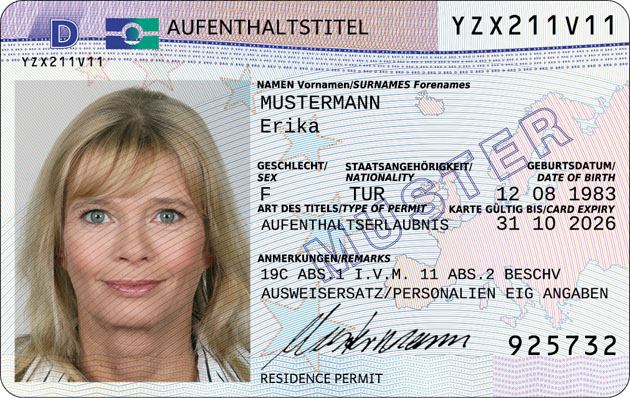 D AUFENTHALTSTITEL YZX211V11
YZX211V11
NAMEN Vornamen/SURNAMES Forenames
MUSTERMANN
Erika
GESCHLECHT/ STAATSANGEHÖRIGKEIT/ GEBURTSDATUM/
SEX NATIONALITY DATE OF BIRTH
F TUR 12 08 1983
ART DES TITELS/TYPE OF PERMIT KARTE GÜLTIG BIS/CARD EXPIRY
AUFENTHALTSERLAUBNIS 31 10 2026
ANMERKUNGEN/REMARKS
19C ABS.1 I.V.M. 11 ABS.2 BESCHV
AUSWEISERSATZ/PERSONALIEN EIG ANGABEN
MUSTER
Mustermann
925732
RESIDENCE PERMIT